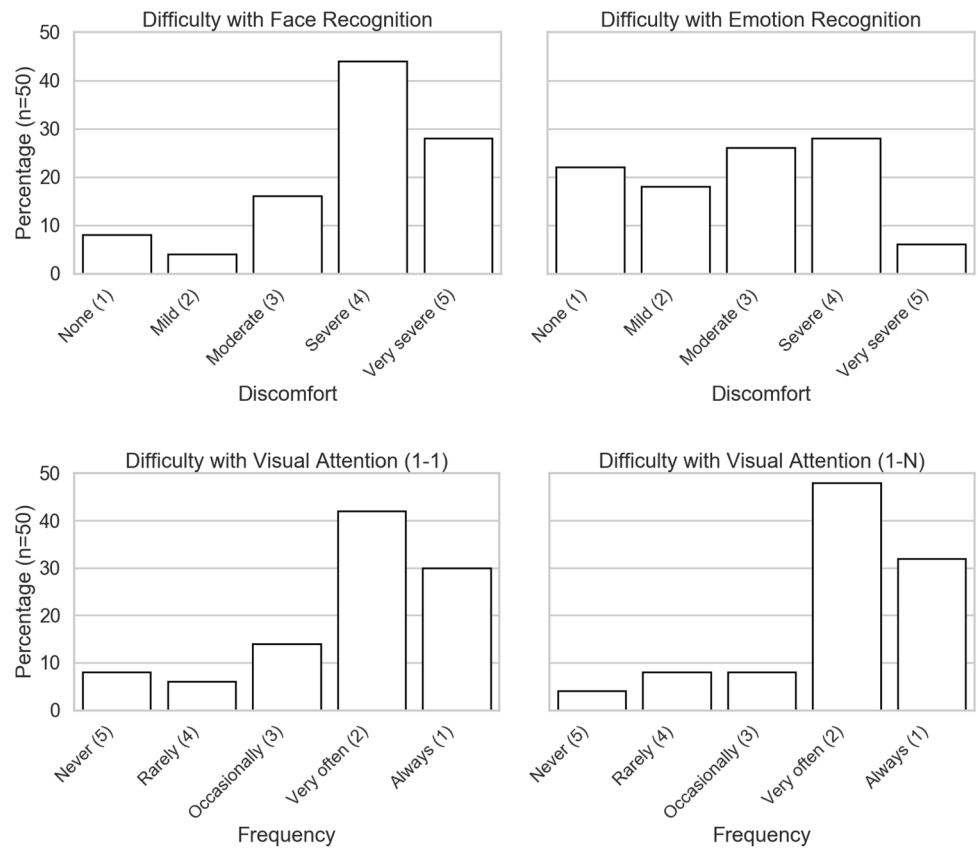 Difficulty with Face Recognition
Difficulty with Emotion Recognition
Percentage (n=50)
50
40
30
20
10
0
None (1)
Mild (2)
Moderate (3)
Severe (4)
Very severe (5)
Discomfort
None (1)
Mild (2)
Moderate (3)
Severe (4)
Very severe (5)
Discomfort
Difficulty with Visual Attention (1-1)
Difficulty with Visual Attention (1-N)
Percentage (n=50)
50
40
30
20
10
0
Never (5)
Rarely (4)
Occasionally (3)
Very often (2)
Always (1)
Frequency
Never (5)
Rarely (4)
Occasionally (3)
Very often (2)
Always (1)
Frequency